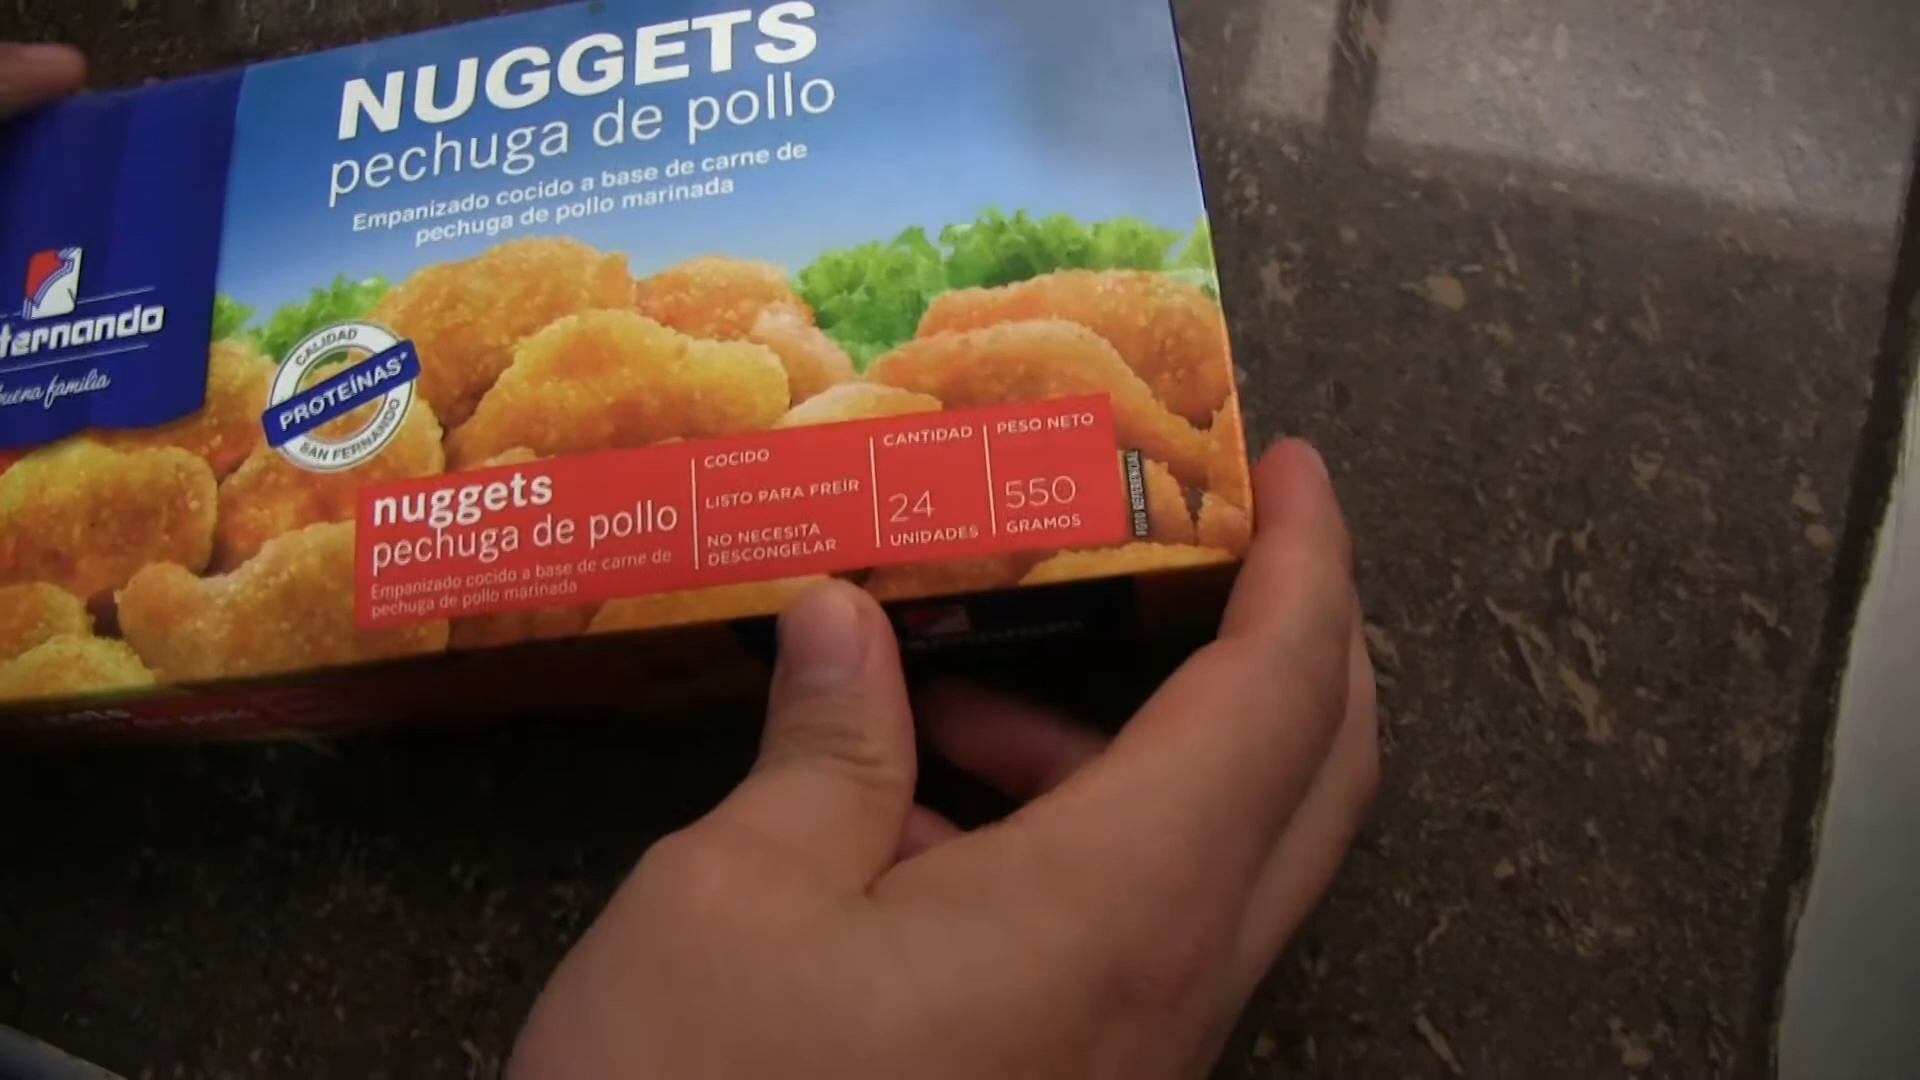 NUGGETS
pechuga de pollo
Empanizado cocido a base de carne de
pechuga de pollo marinada
fernando
buena familia
CALIDAD
PROTEÍNAS*
SAN FERNANDO
nuggets
pechuga de pollo
Empanizado cocido a base de carne de
pechuga de pollo marinada
COCIDO
LISTO PARA FREÍR
NO NECESITA
DESCONGELAR
CANTIDAD
24
UNIDADES
PESO NETO
550
GRAMOS
FOTO REFERENCIAL